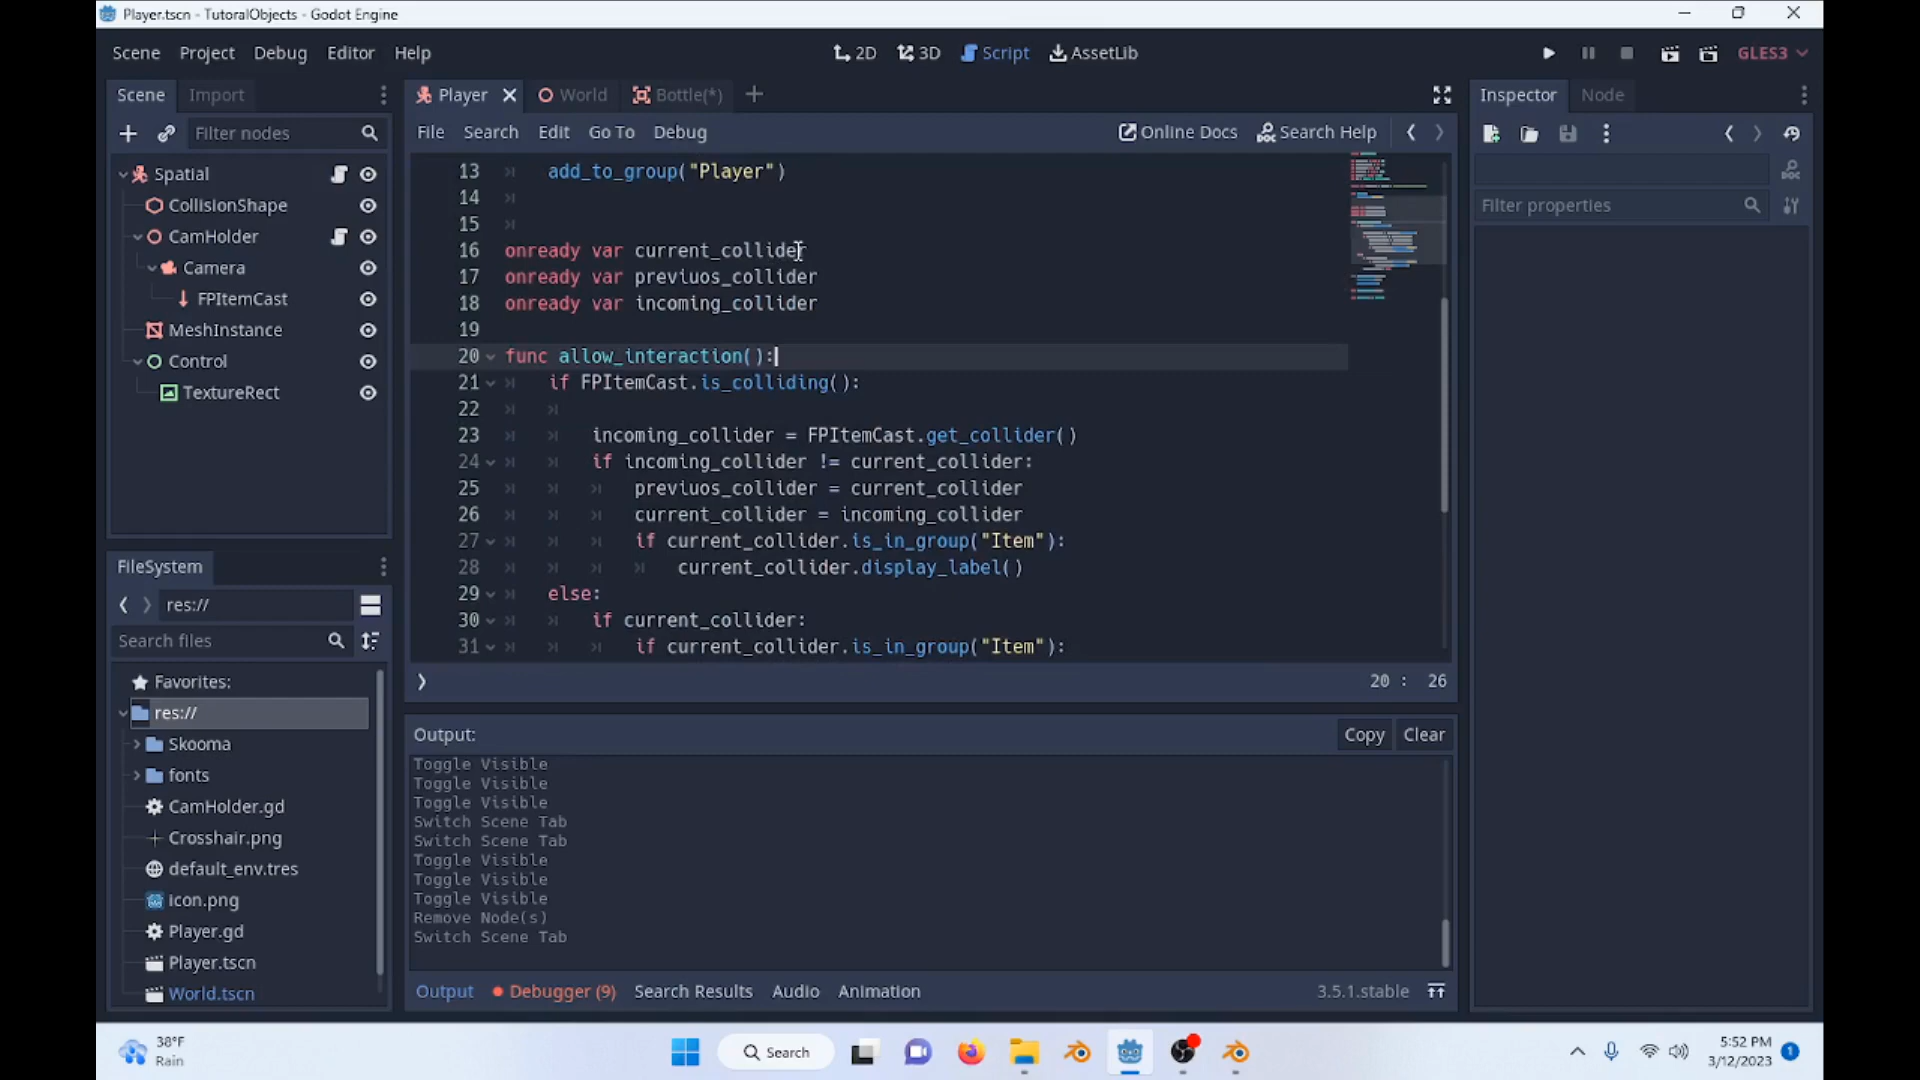 Player.tscn - TutoralObjects - Godot Engine
Scene Project Debug Editor Help
2D 3D Script AssetLib
GLES3
Scene Import
Player World Bottle(*)
Inspector Node
Filter nodes
File Search Edit Go To Debug
Online Docs Search Help
Spatial
CollisionShape
CamHolder
Camera
FPItemCast
MeshInstance
Control
TextureRect
Filter properties
13 add_to_group("Player")
14
15
16 onready var current_collider
17 onready var previuos_collider
18 onready var incoming_collider
19
20 func allow_interaction():
21 if FPItemCast.is_colliding():
22
23 incoming_collider = FPItemCast.get_collider()
24 if incoming_collider != current_collider:
25 previuos_collider = current_collider
26 current_collider = incoming_collider
27 if current_collider.is_in_group("Item"):
28 current_collider.display_label()
29 else:
30 if current_collider:
31 if current_collider.is_in_group("Item"):
20 : 26
FileSystem
res://
Search files
Favorites:
res://
Skooma
fonts
CamHolder.gd
Crosshair.png
default_env.tres
icon.png
Player.gd
Player.tscn
World.tscn
Output:
Copy Clear
Toggle Visible
Toggle Visible
Toggle Visible
Switch Scene Tab
Switch Scene Tab
Toggle Visible
Toggle Visible
Toggle Visible
Remove Node(s)
Switch Scene Tab
Output Debugger (9) Search Results Audio Animation
3.5.1.stable
38°F
Rain
Search
5:52 PM
3/12/2023
1